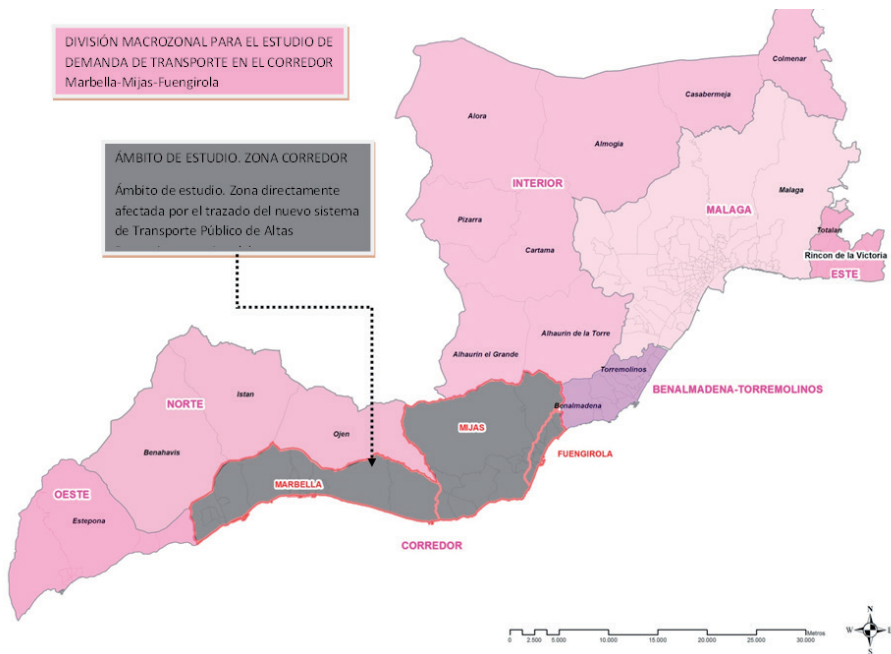 DIVISIÓN MACROZONAL PARA EL ESTUDIO DE
DEMANDA DE TRANSPORTE EN EL CORREDOR
Marbella-Mijas-Fuengirola
ÁMBITO DE ESTUDIO. ZONA CORREDOR
Ámbito de estudio. Zona directamente
afectada por el trazado del nuevo sistema
de Transporte Público de Altas
Colmenar
Casabermeja
Alora
Almogia
INTERIOR
Malaga
MALAGA
Pizarra
Totalan
Cartama
Rincon de la Victoria
ESTE
Alhaurin de la Torre
Alhaurin el Grande
Torremolinos
BENALMADENA-TORREMOLINOS
Benalmadena
Istan
NORTE
Ojen
MIJAS
Benahavis
FUENGIROLA
MARBELLA
OESTE
Estepona
CORREDOR
0 2.500 5.000 10.000 15.000 20.000 25.000 30.000 Metros
N
W E
S